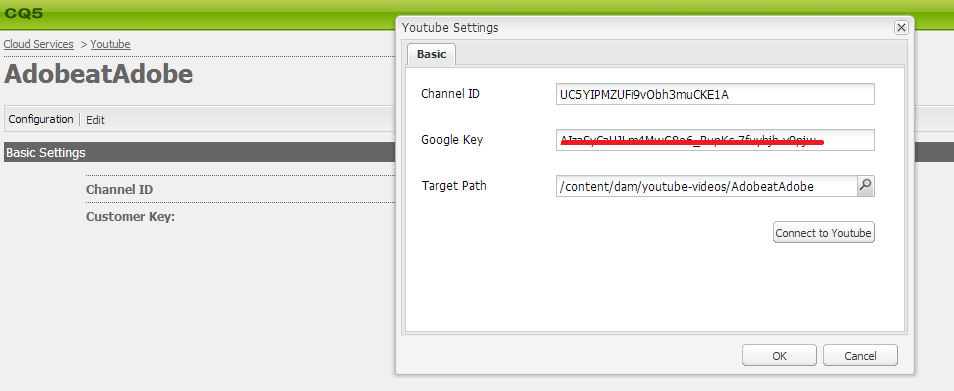 CQ5
Cloud Services > Youtube
AdobeatAdobe
Configuration Edit
Basic Settings
Channel ID
Customer Key:
Youtube Settings
Basic
Channel ID UC5YIPMZUFi9vObh3muCKE1A
Google Key
Target Path /content/dam/youtube-videos/AdobeatAdobe
Connect to Youtube
OK Cancel